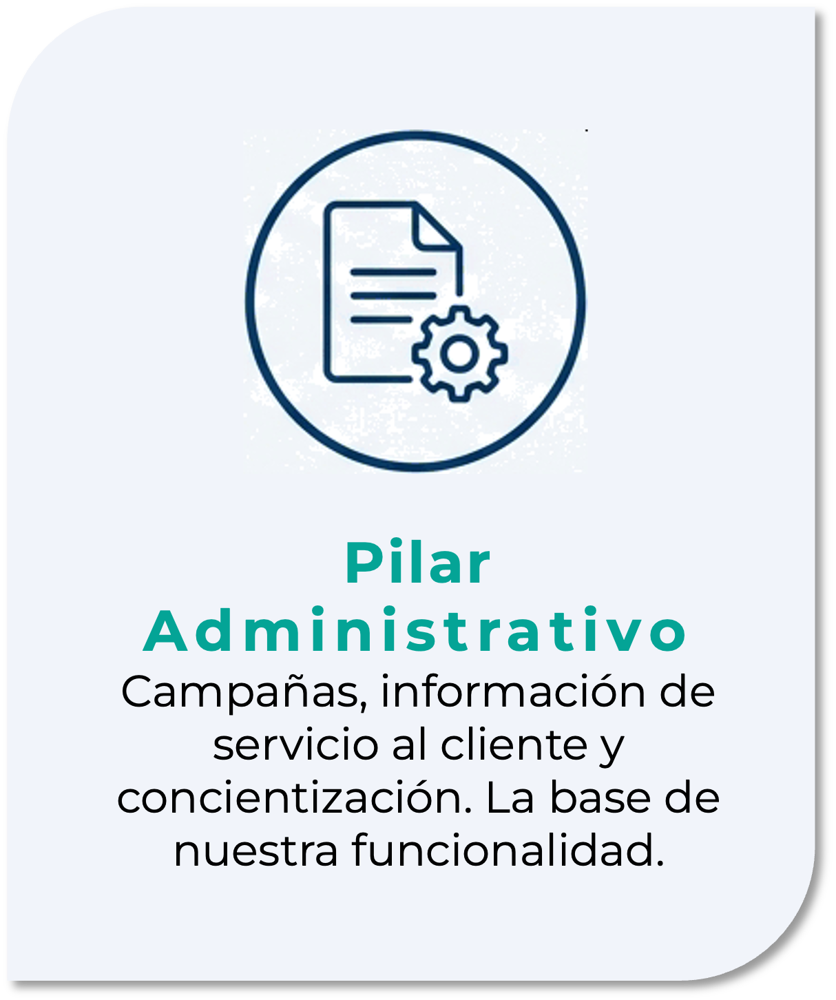 Pilar
Administrativo
Campañas, información de
servicio al cliente y
concientización. La base de
nuestra funcionalidad.